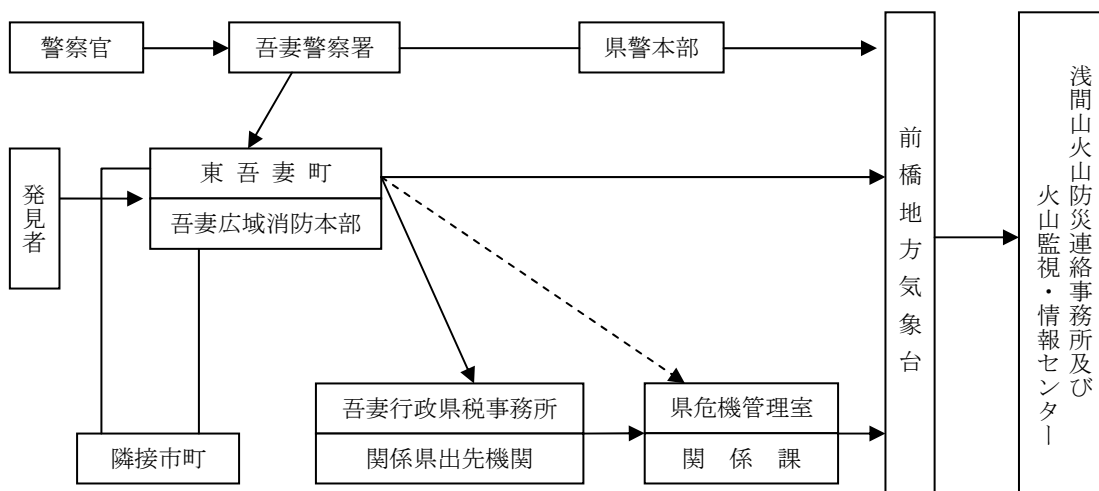 警察官
吾妻警察署
県警本部
発見者
東吾妻町
吾妻広域消防本部
前橋地方気象台
浅間山火山防災連絡事務所及び
火山監視・情報センター
吾妻行政県税事務所
関係県出先機関
県危機管理室
関係課
隣接市町